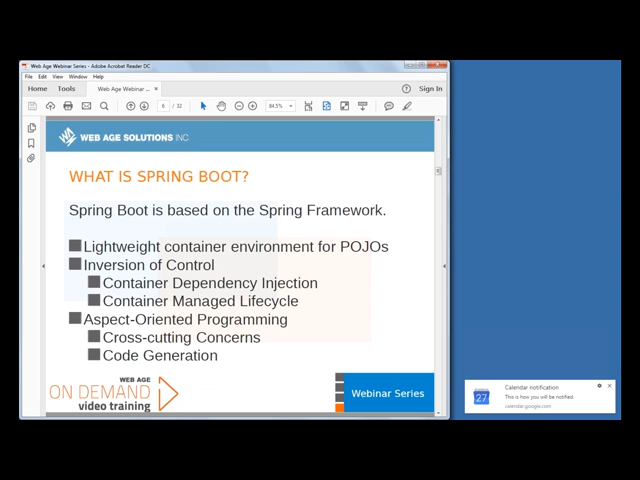 Web Age Webinar Series - Adobe Acrobat Reader DC
File Edit View Window Help
Home Tools Web Age Webinar ... × Sign In
6 / 32 84.5%
WEB AGE SOLUTIONS INC
WHAT IS SPRING BOOT?
Spring Boot is based on the Spring Framework.
Lightweight container environment for POJOs
Inversion of Control
Container Dependency Injection
Container Managed Lifecycle
Aspect-Oriented Programming
Cross-cutting Concerns
Code Generation
WEB AGE
ON DEMAND
video training
Webinar Series
Calendar notification
27
This is how you will be notified.
calendar.google.com